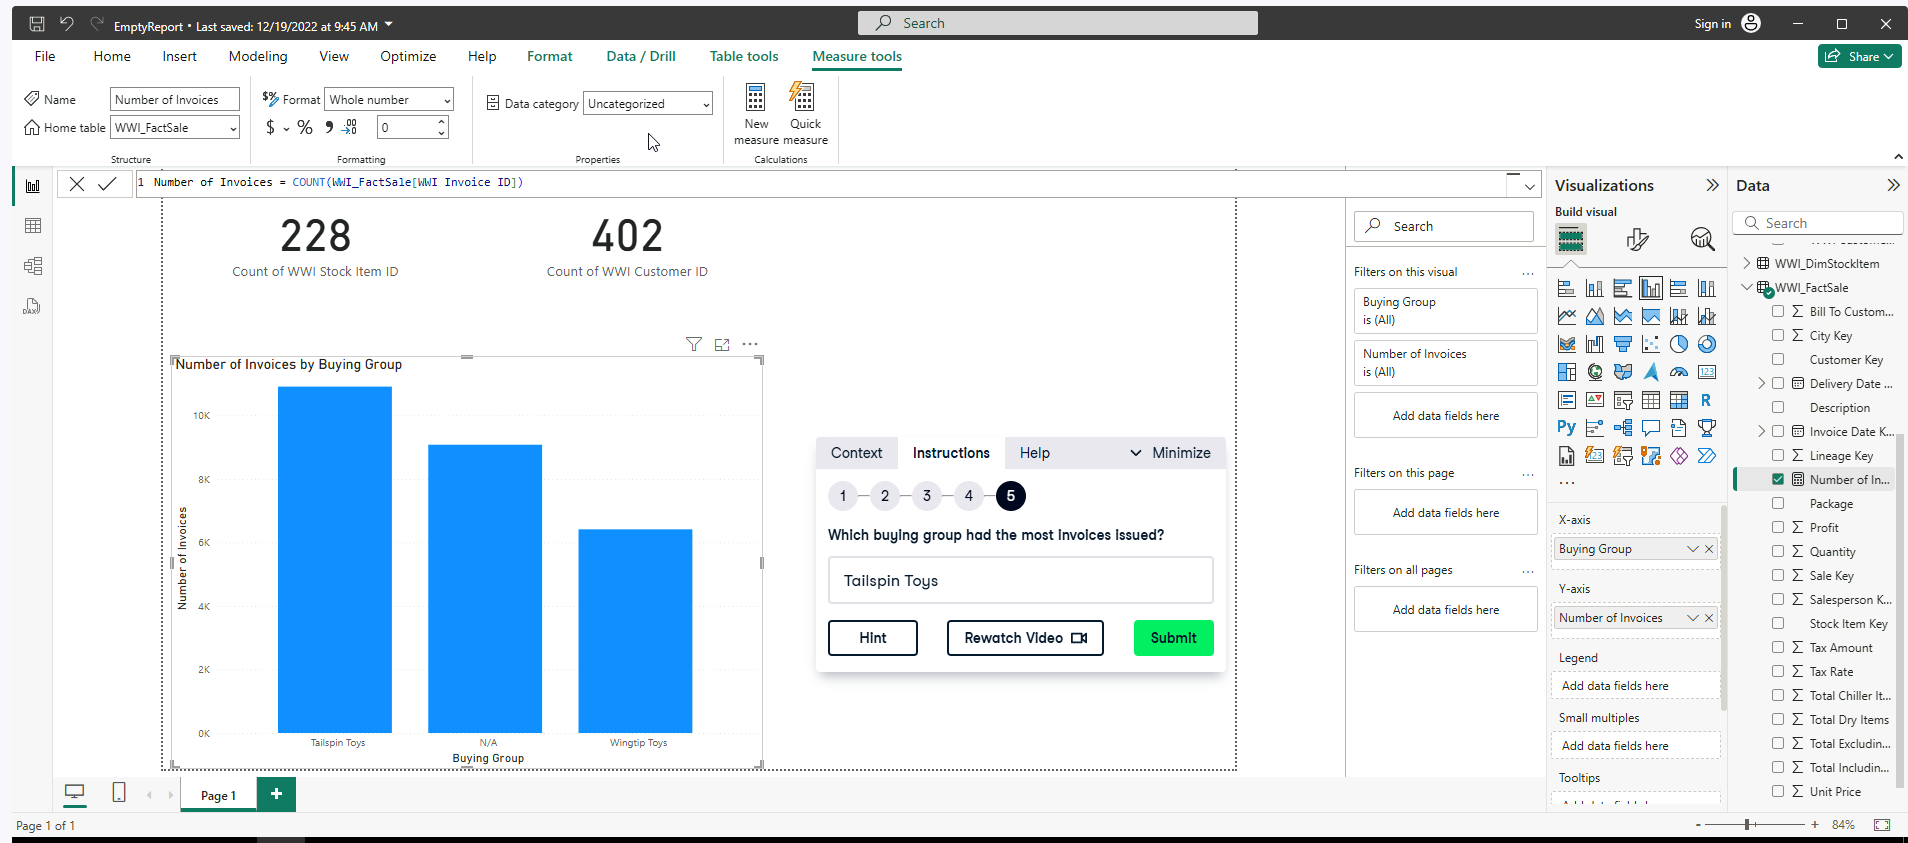 EmptyReport • Last saved: 12/19/2022 at 9:45 AM
Search
Sign in
File Home Insert Modeling View Optimize Help Format Data / Drill Table tools Measure tools
Share
Name Number of Invoices
Home table WWI_FactSale
Structure
Format Whole number
$ % 0
Formatting
Data category Uncategorized
Properties
New measure
Quick measure
Calculations
1 Number of Invoices = COUNT(WWI_FactSale[WWI Invoice ID])
228
Count of WWI Stock Item ID
402
Count of WWI Customer ID
Number of Invoices by Buying Group
10K
8K
6K
4K
2K
0K
Number of Invoices
Tailspin Toys N/A Wingtip Toys
Buying Group
Context Instructions Help Minimize
1 2 3 4 5
Which buying group had the most invoices issued?
Tailspin Toys
Hint Rewatch Video Submit
Search
Filters on this visual ...
Buying Group
is (All)
Number of Invoices
is (All)
Add data fields here
Filters on this page ...
Add data fields here
Filters on all pages ...
Add data fields here
Visualizations
Build visual
123
R
Py
123
...
X-axis
Buying Group
Y-axis
Number of Invoices
Legend
Add data fields here
Small multiples
Add data fields here
Tooltips
Data
Search
WWI_DimStockItem
WWI_FactSale
Bill To Custom...
City Key
Customer Key
Delivery Date ...
Description
Invoice Date K...
Lineage Key
Number of In...
Package
Profit
Quantity
Sale Key
Salesperson K...
Stock Item Key
Tax Amount
Tax Rate
Total Chiller It...
Total Dry Items
Total Excludin...
Total Includin...
Unit Price
DAX
Page 1
+
Page 1 of 1
- + 84%